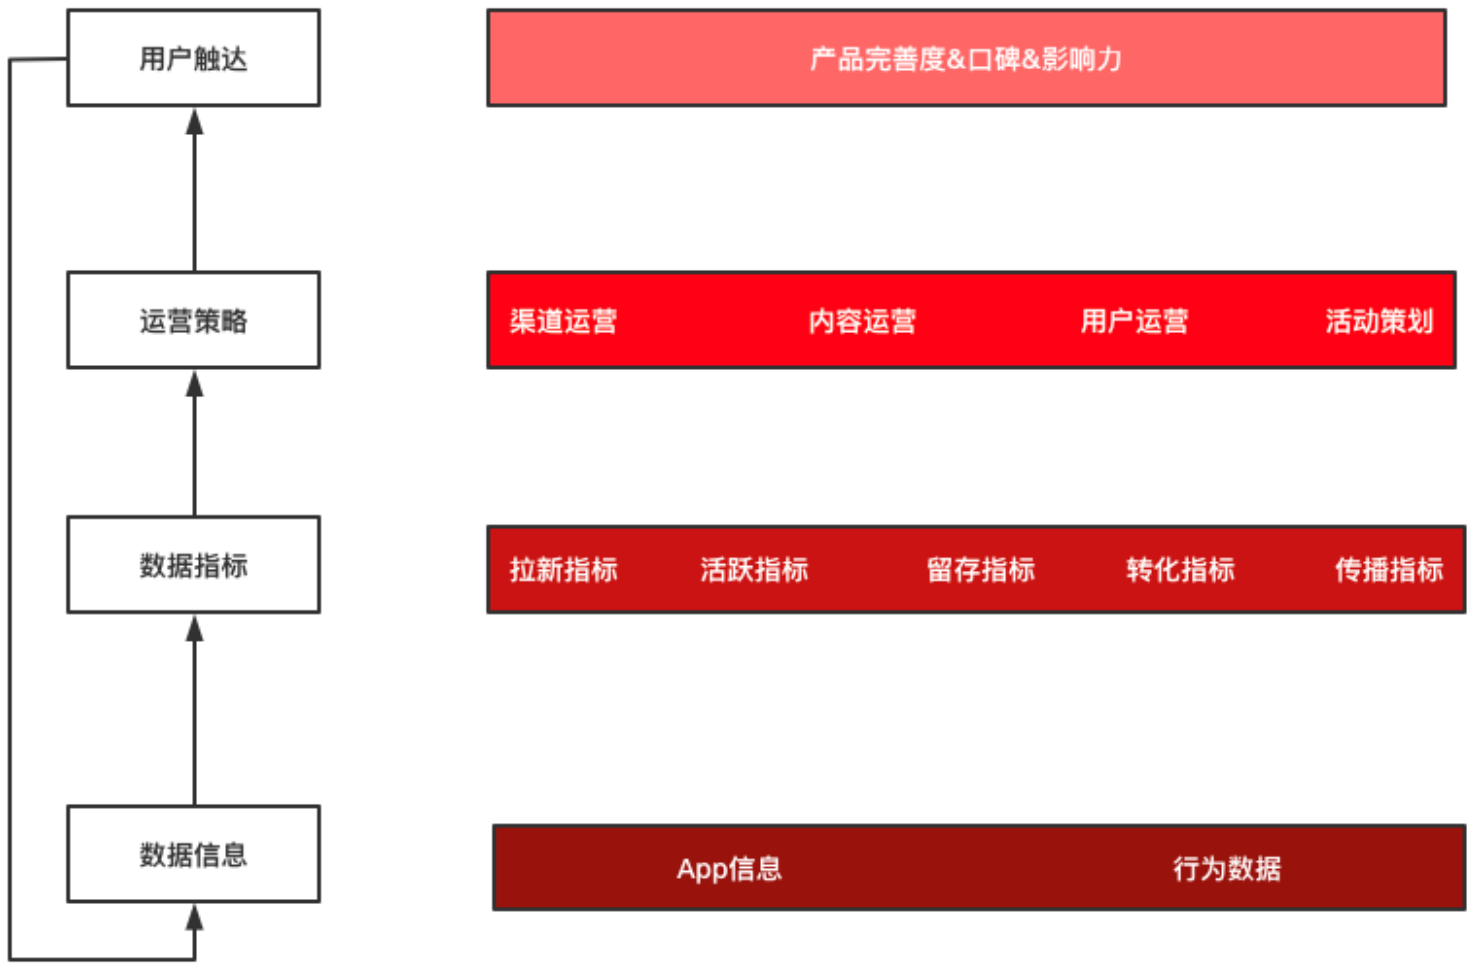 用户触达
产品完善度&口碑&影响力
运营策略
渠道运营 内容运营 用户运营 活动策划
数据指标
拉新指标 活跃指标 留存指标 转化指标 传播指标
数据信息
App信息 行为数据